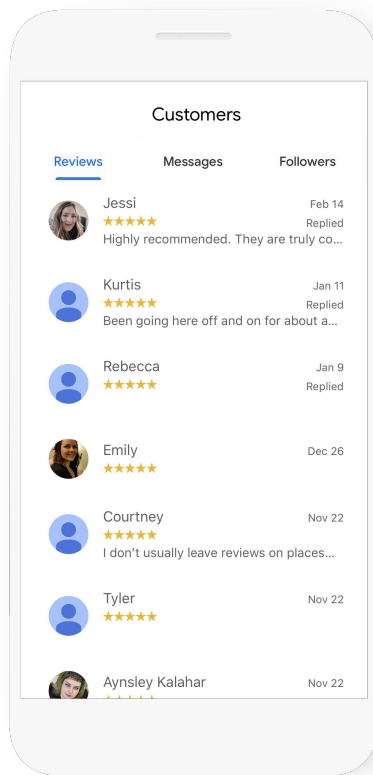 Customers
Reviews Messages Followers
Jessi Feb 14
★★★★★ Replied
Highly recommended. They are truly co...
Kurtis Jan 11
★★★★★ Replied
Been going here off and on for about a...
Rebecca Jan 9
★★★★★ Replied
Emily Dec 26
★★★★★
Courtney Nov 22
★★★★★
I don't usually leave reviews on places...
Tyler Nov 22
★★★★★
Aynsley Kalahar Nov 22